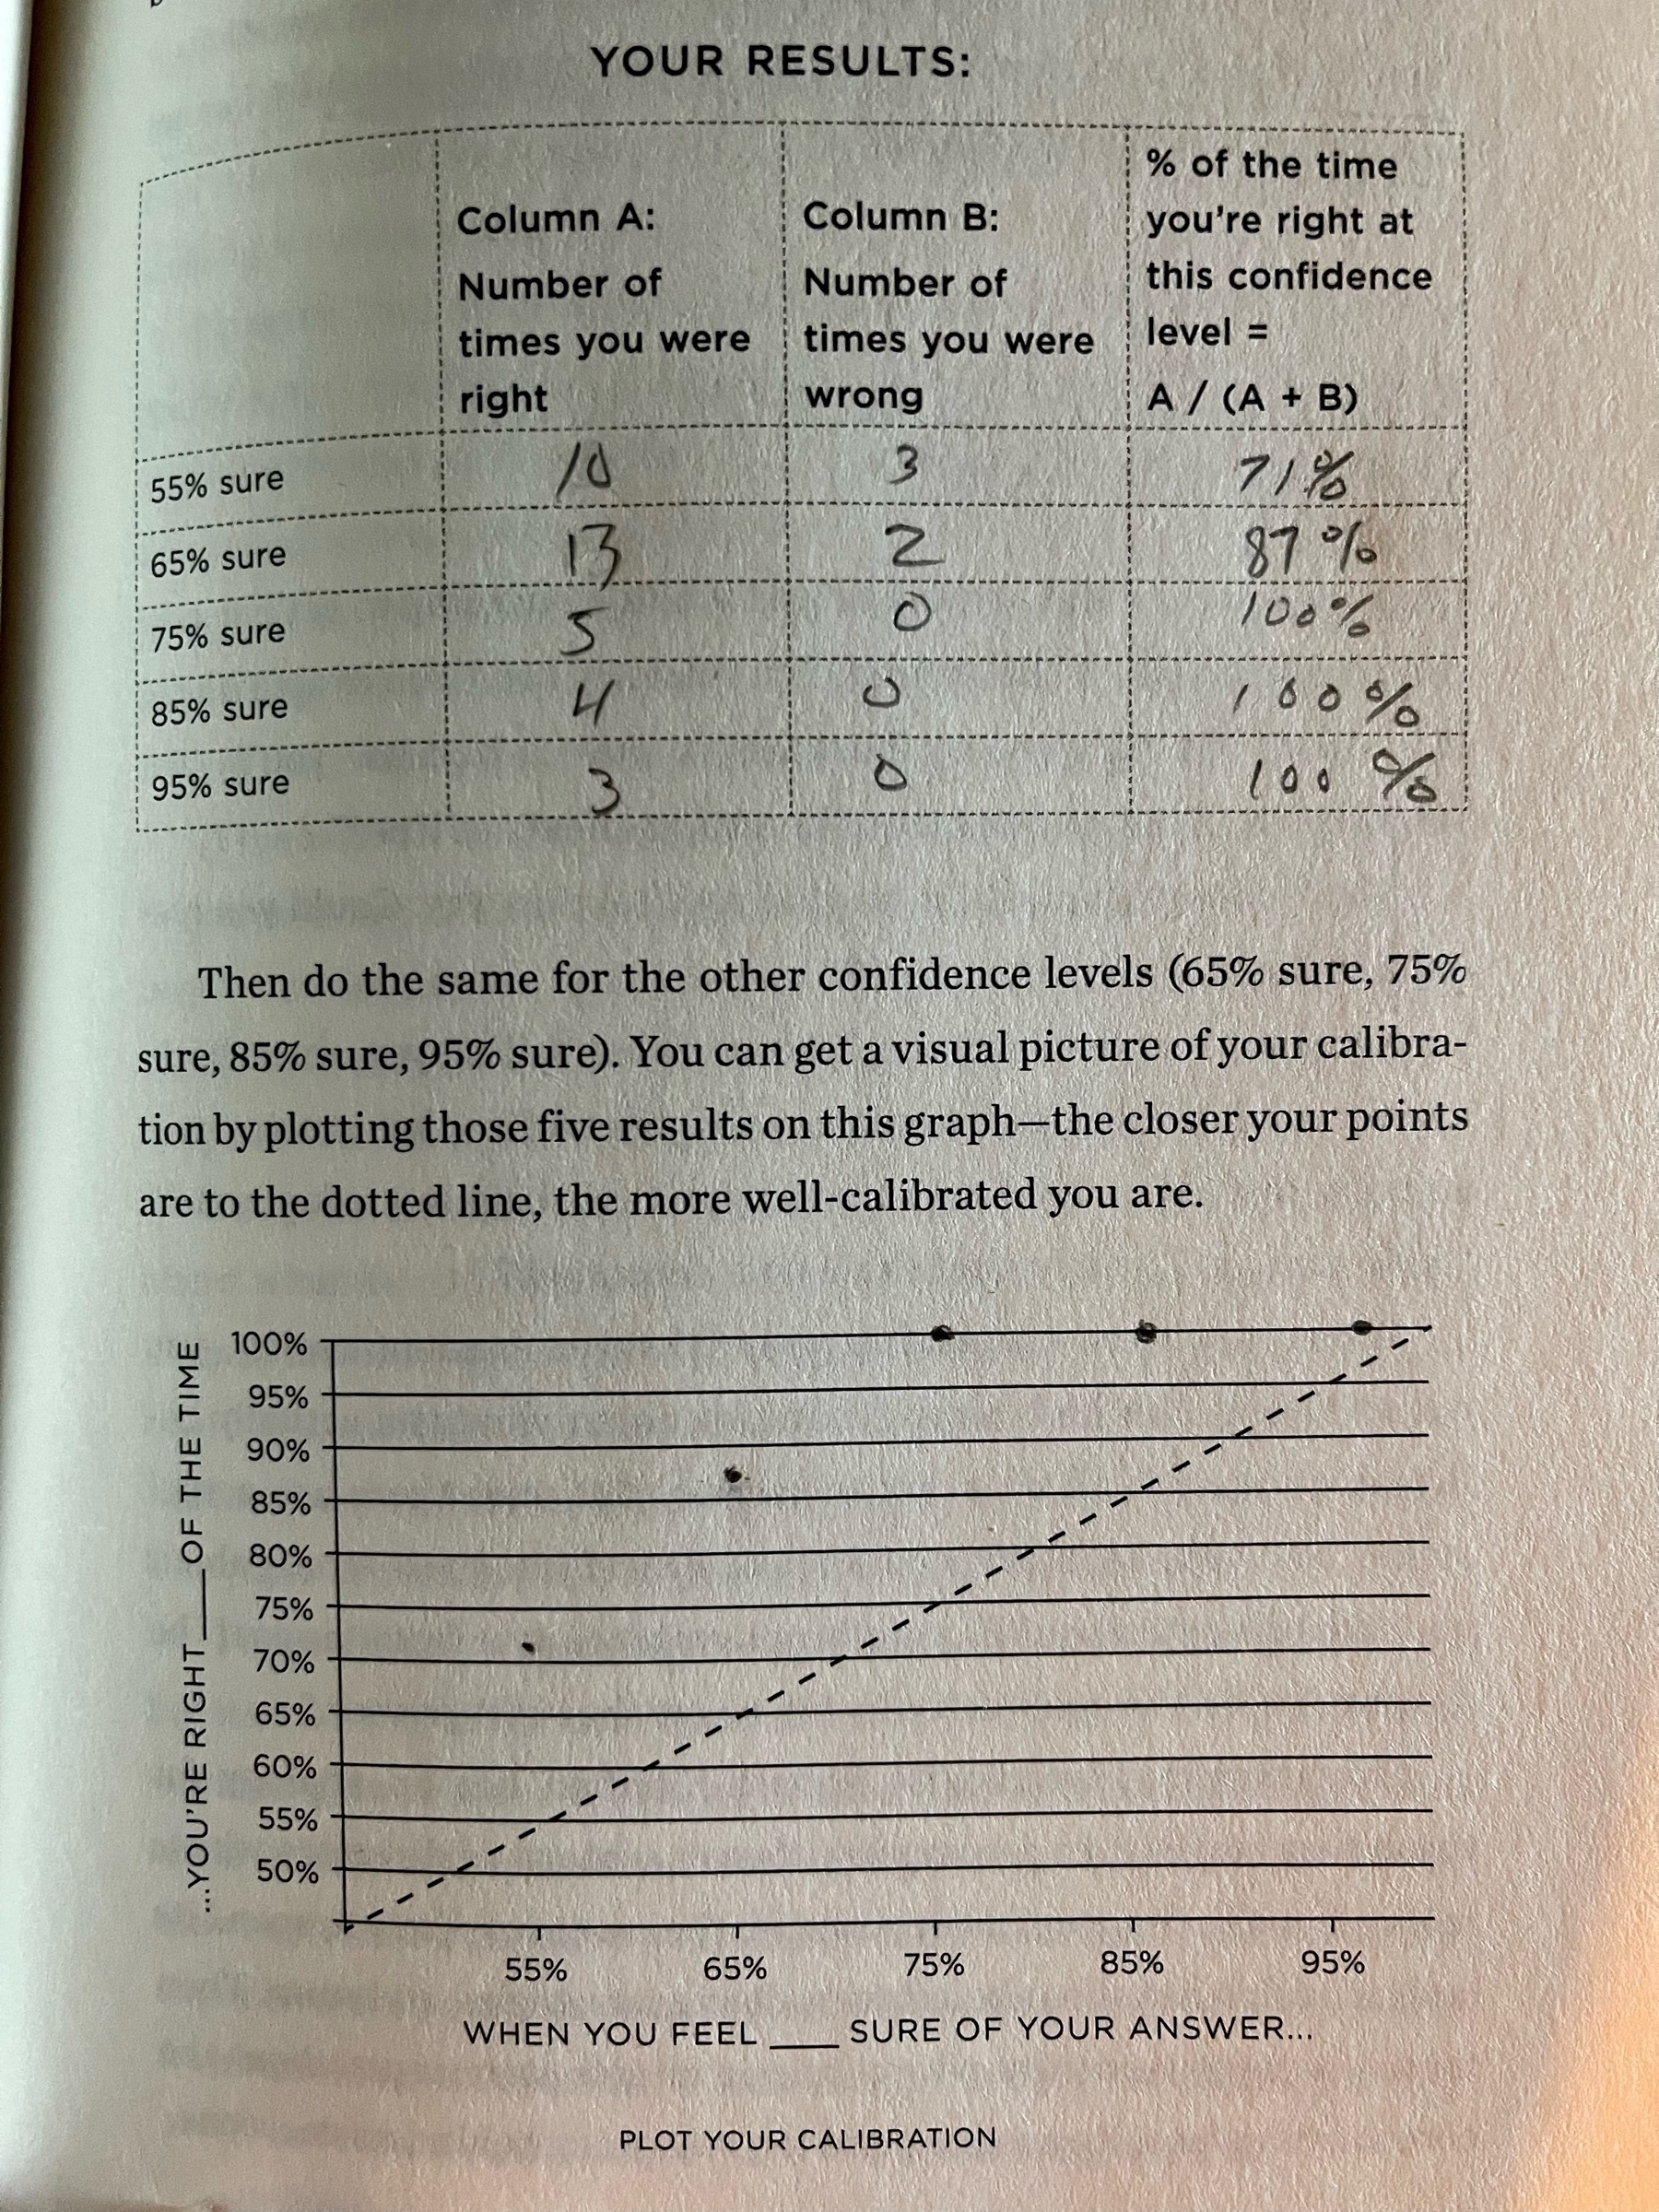 YOUR RESULTS:
Column A:
Number of
times you were
right
Column B:
Number of
times you were
wrong
% of the time
you're right at
this confidence
level =
A / (A + B)
55% sure 10 3 71%
65% sure 13 2 87%
75% sure 5 0 100%
85% sure 4 0 100%
95% sure 3 0 100%
Then do the same for the other confidence levels (65% sure, 75%
sure, 85% sure, 95% sure). You can get a visual picture of your calibra-
tion by plotting those five results on this graph—the closer your points
are to the dotted line, the more well-calibrated you are.
...YOU'RE RIGHT ___ OF THE TIME
100%
95%
90%
85%
80%
75%
70%
65%
60%
55%
50%
55% 65% 75% 85% 95%
WHEN YOU FEEL ___ SURE OF YOUR ANSWER...
PLOT YOUR CALIBRATION